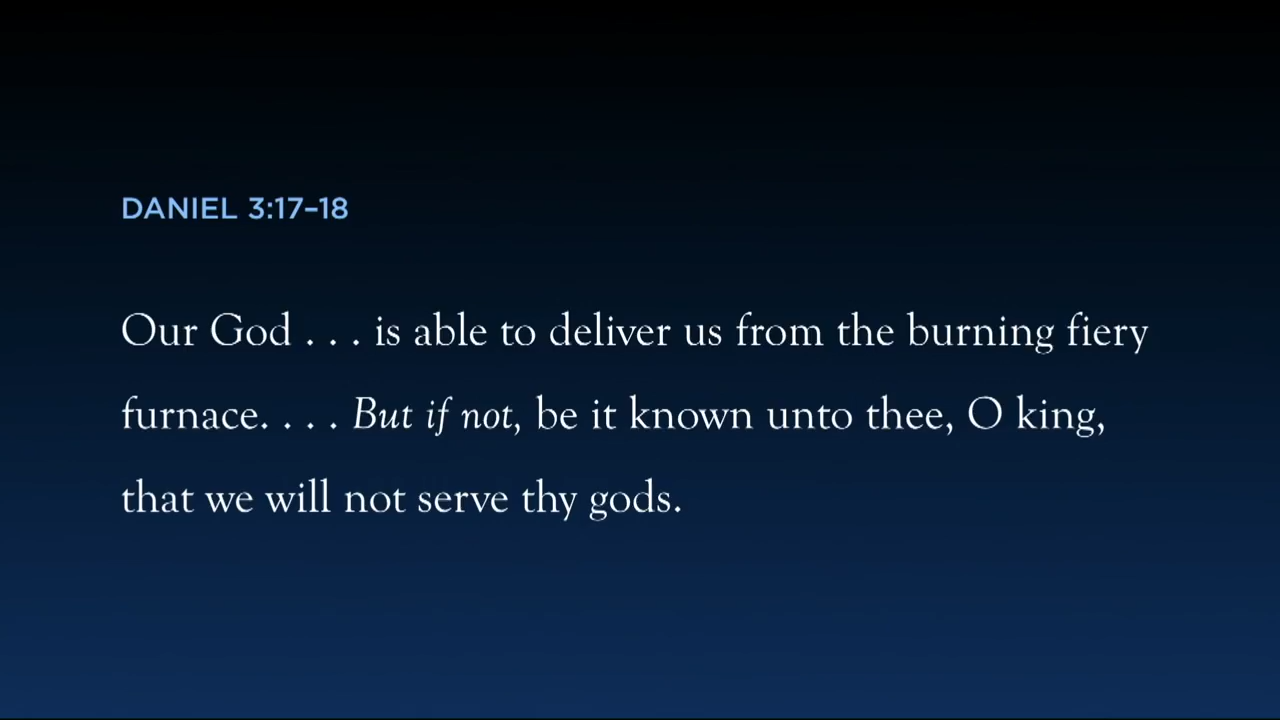 DANIEL 3:17–18
Our God . . . is able to deliver us from the burning fiery
furnace. . . . But if not, be it known unto thee, O king,
that we will not serve thy gods.